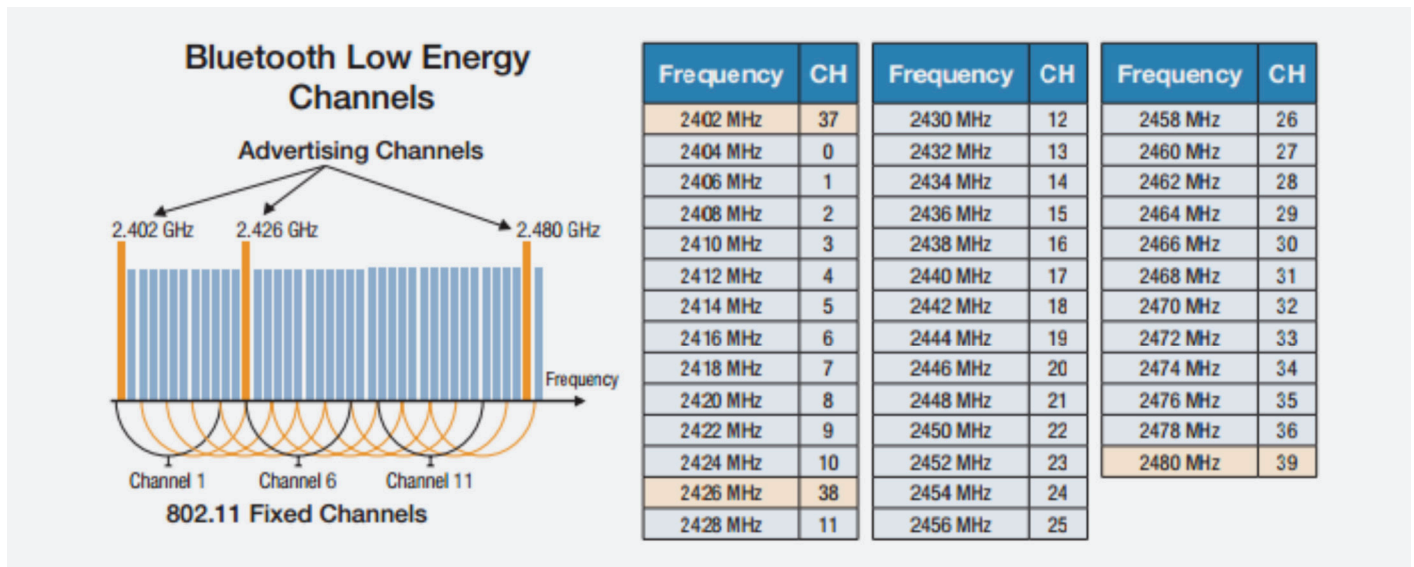 Bluetooth Low Energy
Channels
Advertising Channels
2.402 GHz 2.426 GHz 2.480 GHz
Frequency
Channel 1 Channel 6 Channel 11
802.11 Fixed Channels
Frequency CH
2402 MHz 37
2404 MHz 0
2406 MHz 1
2408 MHz 2
2410 MHz 3
2412 MHz 4
2414 MHz 5
2416 MHz 6
2418 MHz 7
2420 MHz 8
2422 MHz 9
2424 MHz 10
2426 MHz 38
2428 MHz 11
Frequency CH
2430 MHz 12
2432 MHz 13
2434 MHz 14
2436 MHz 15
2438 MHz 16
2440 MHz 17
2442 MHz 18
2444 MHz 19
2446 MHz 20
2448 MHz 21
2450 MHz 22
2452 MHz 23
2454 MHz 24
2456 MHz 25
Frequency CH
2458 MHz 26
2460 MHz 27
2462 MHz 28
2464 MHz 29
2466 MHz 30
2468 MHz 31
2470 MHz 32
2472 MHz 33
2474 MHz 34
2476 MHz 35
2478 MHz 36
2480 MHz 39